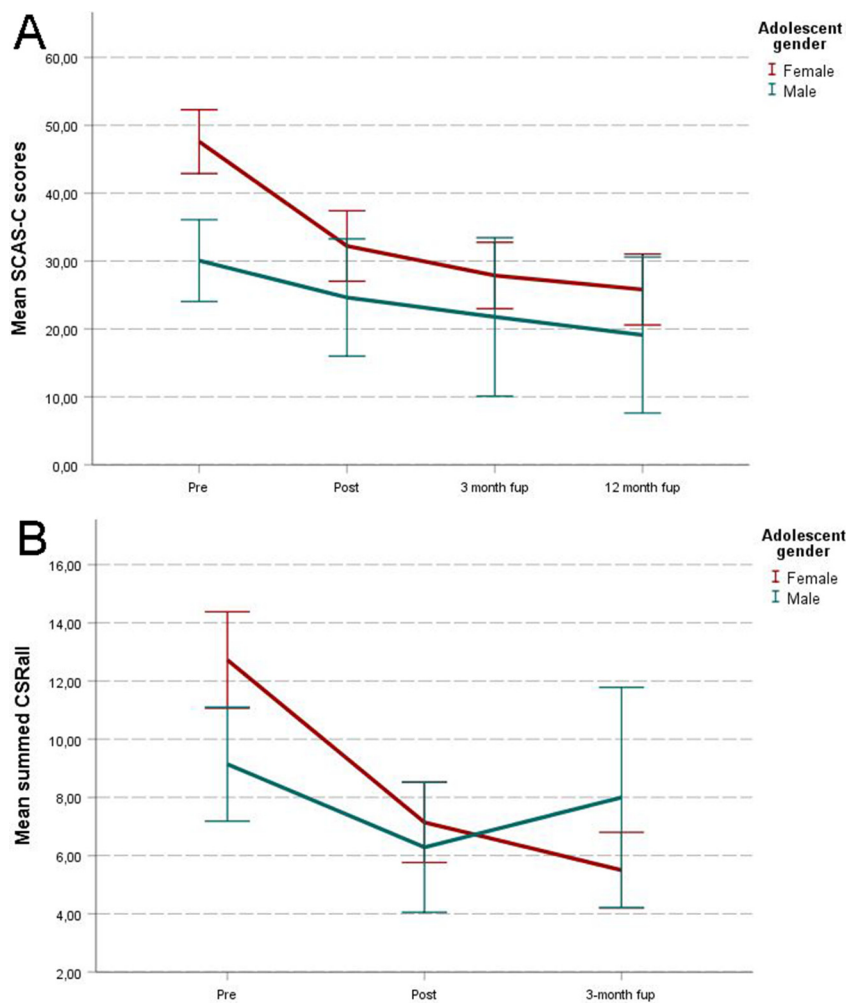 A
Adolescent
gender
Female
Male
Mean SCAS-C scores
60,00
50,00
40,00
30,00
20,00
10,00
0,00
Pre Post 3 month fup 12 month fup
B
Adolescent
gender
Female
Male
Mean summed CSRall
16,00
14,00
12,00
10,00
8,00
6,00
4,00
2,00
Pre Post 3-month fup